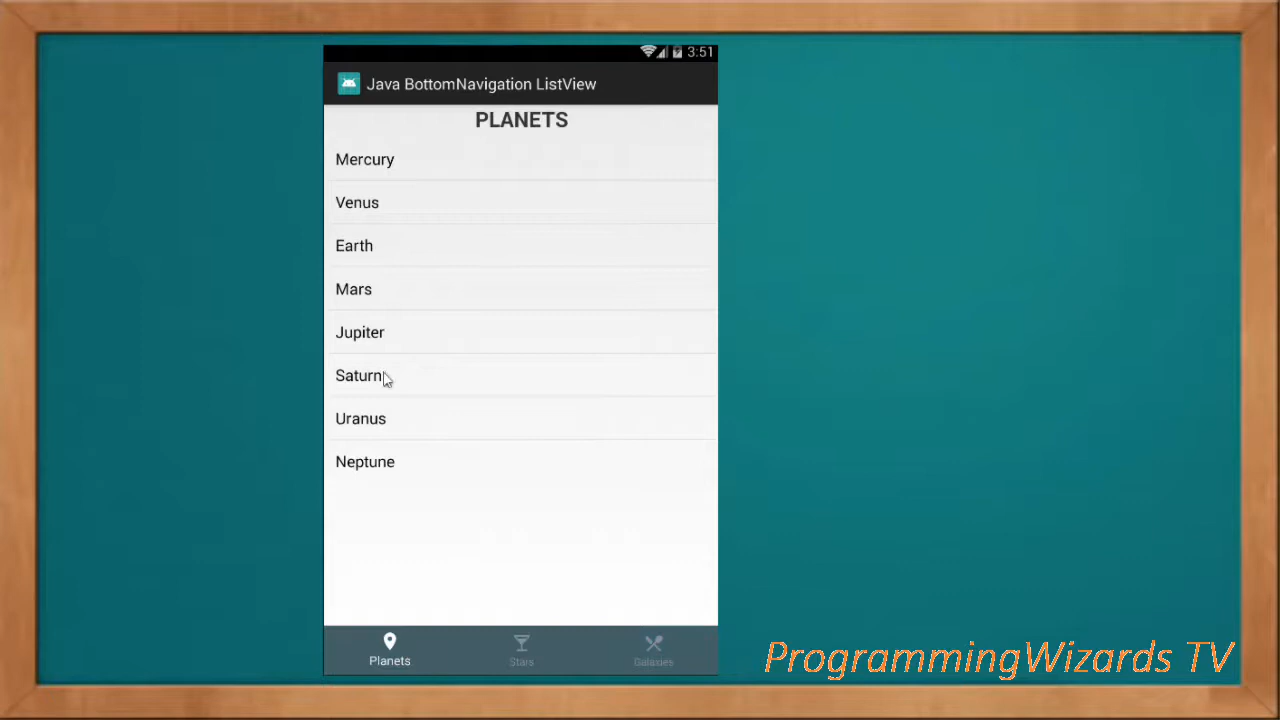 3:51
Java BottomNavigation ListView
PLANETS
Mercury
Venus
Earth
Mars
Jupiter
Saturn
Uranus
Neptune
Planets
Stars
Galaxies
ProgrammingWizards TV